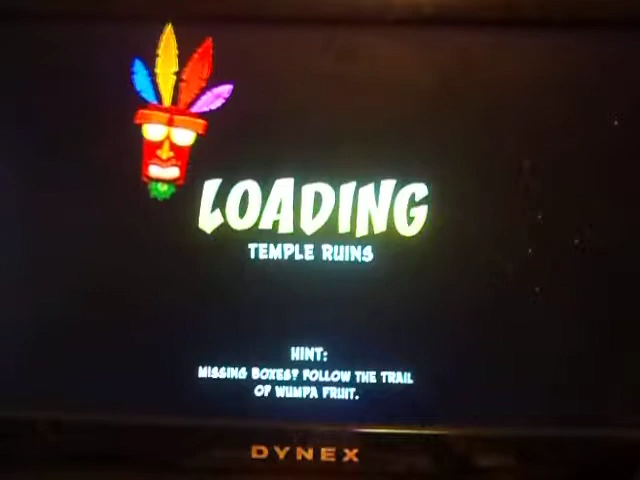 LOADING
TEMPLE RUINS
HINT:
MISSING BOXES? FOLLOW THE TRAIL
OF WUMPA FRUIT.
DYNEX